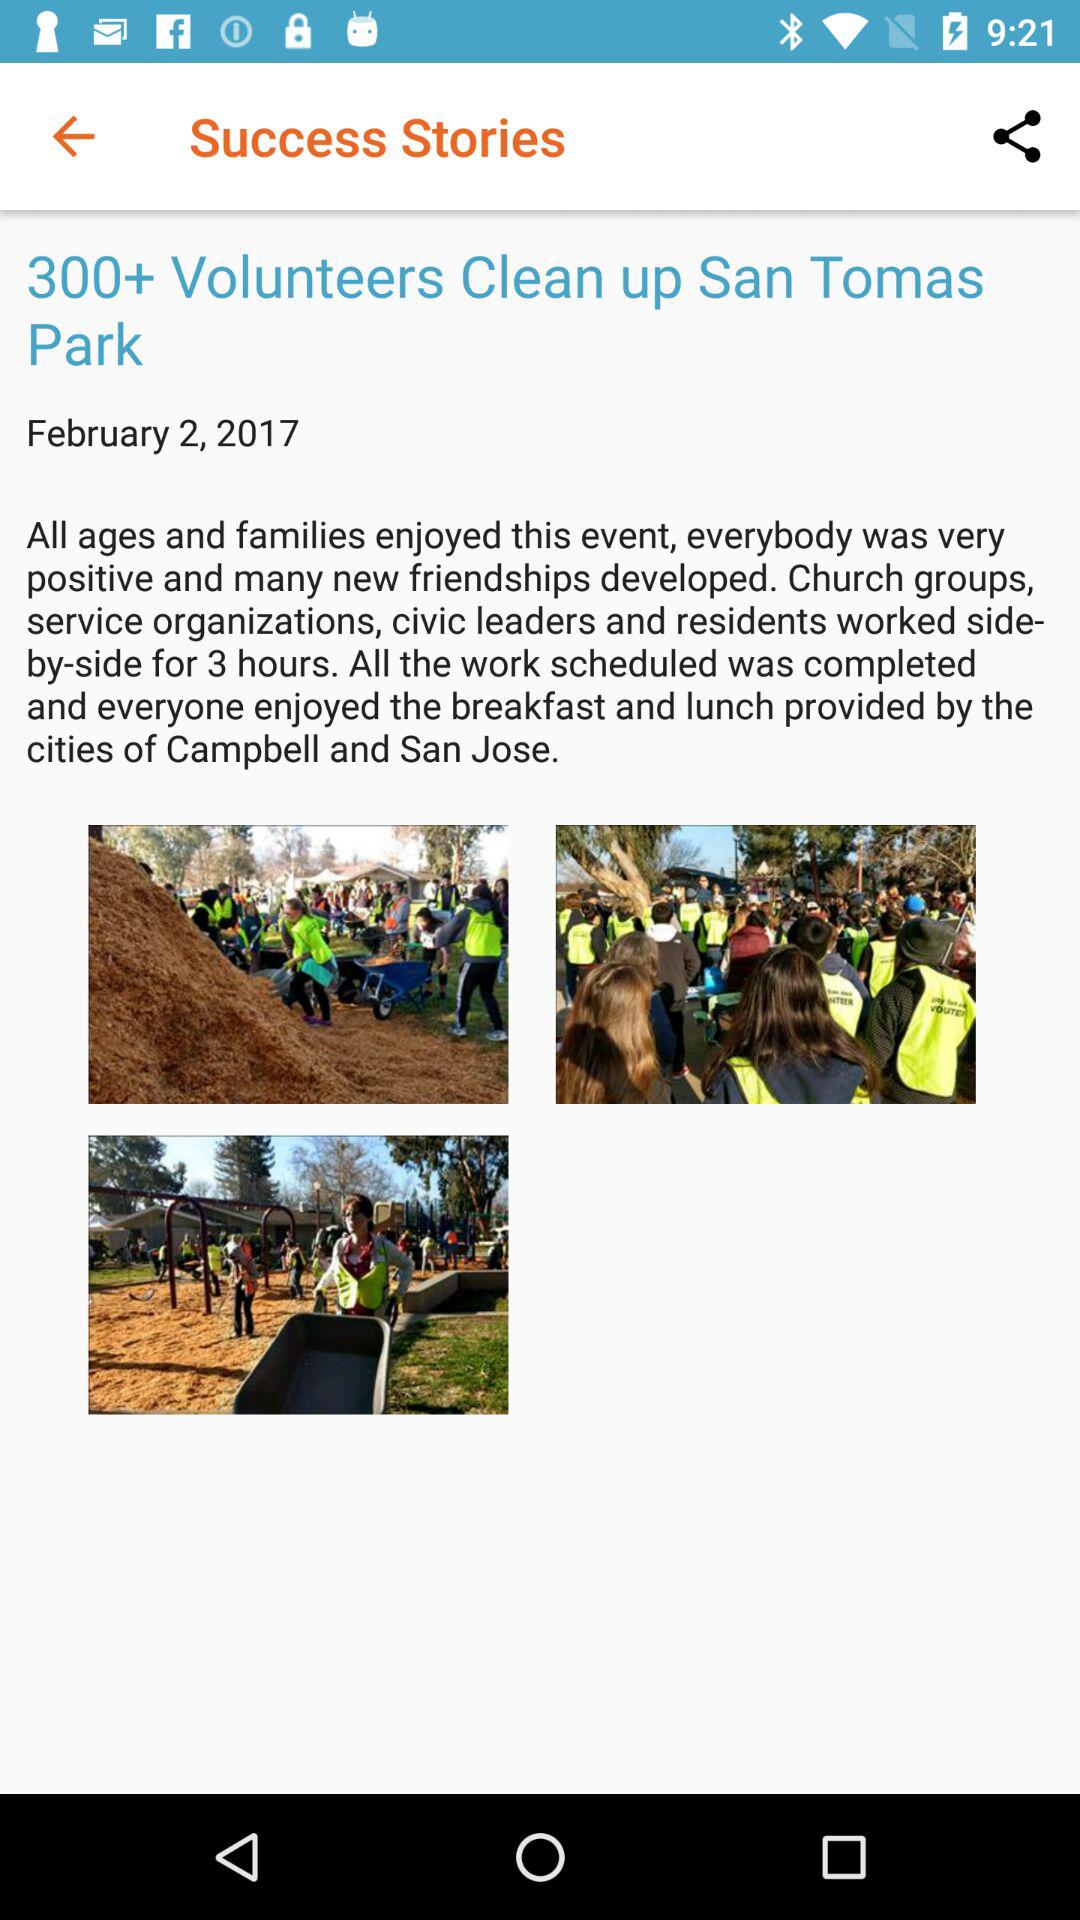 9:21
Success Stories
300+ Volunteers Clean up San Tomas
Park
February 2, 2017
All ages and families enjoyed this event, everybody was very
positive and many new friendships developed. Church groups,
service organizations, civic leaders and residents worked side-
by-side for 3 hours. All the work scheduled was completed
and everyone enjoyed the breakfast and lunch provided by the
cities of Campbell and San Jose.